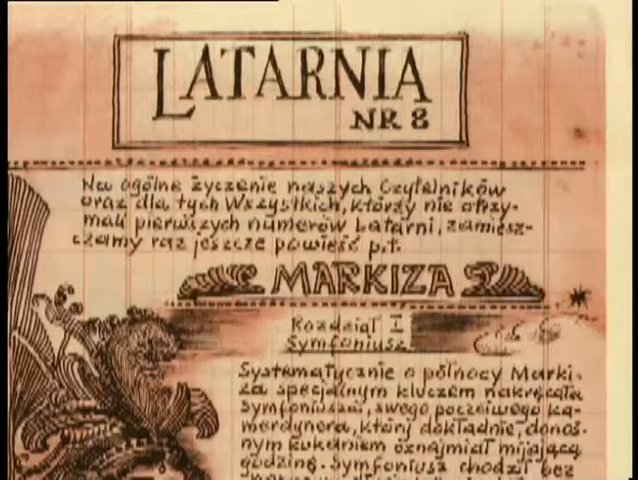 LATARNIA
NR 8
Na ogólne życzenie naszych Czytelników
oraz dla tych Wszystkich, którzy nie otrzy-
mali pierwszych numerów Latarni, zamiesz-
czamy raz jeszcze powieść p.t.
MARKIZA
Rozdział I
Symfoniusz
Systematycznie o północy Marki-
za specjalnym kluczem nakręcała
Symfoniusza, swego poczciwego ka-
merdynera, który dokładnie, donoś-
nym kukaniem oznajmiał mijającą
godzinę. Symfoniusz chodził bez